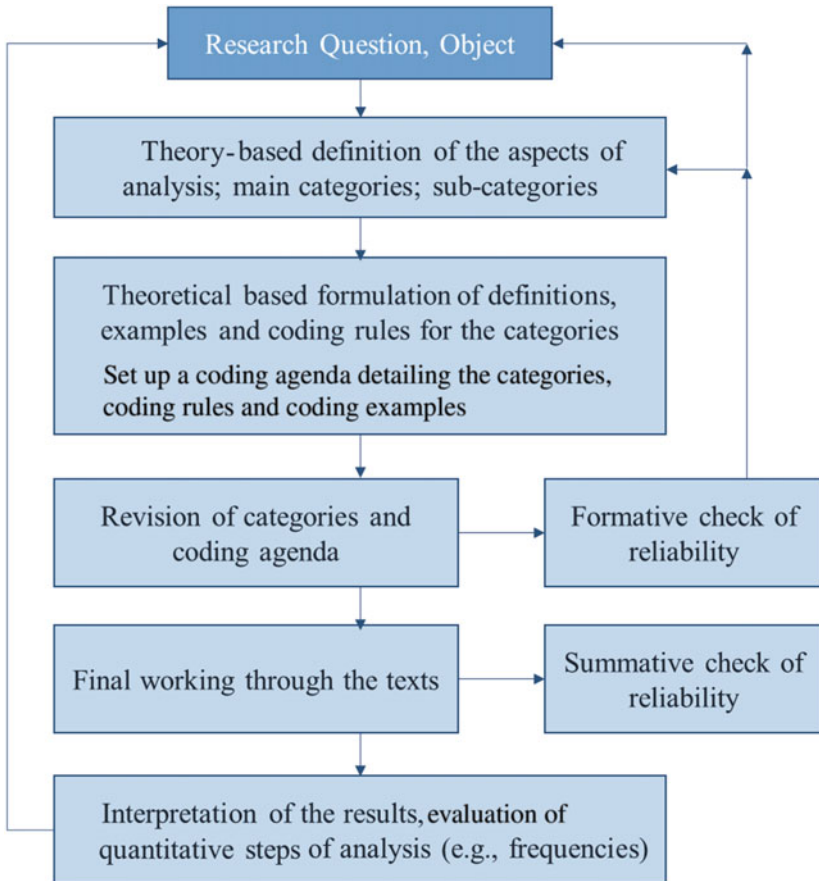 Research Question, Object
Theory-based definition of the aspects of
analysis; main categories; sub-categories
Theoretical based formulation of definitions,
examples and coding rules for the categories
Set up a coding agenda detailing the categories,
coding rules and coding examples
Revision of categories and
coding agenda
Formative check of
reliability
Final working through the texts
Summative check of
reliability
Interpretation of the results, evaluation of
quantitative steps of analysis (e.g., frequencies)